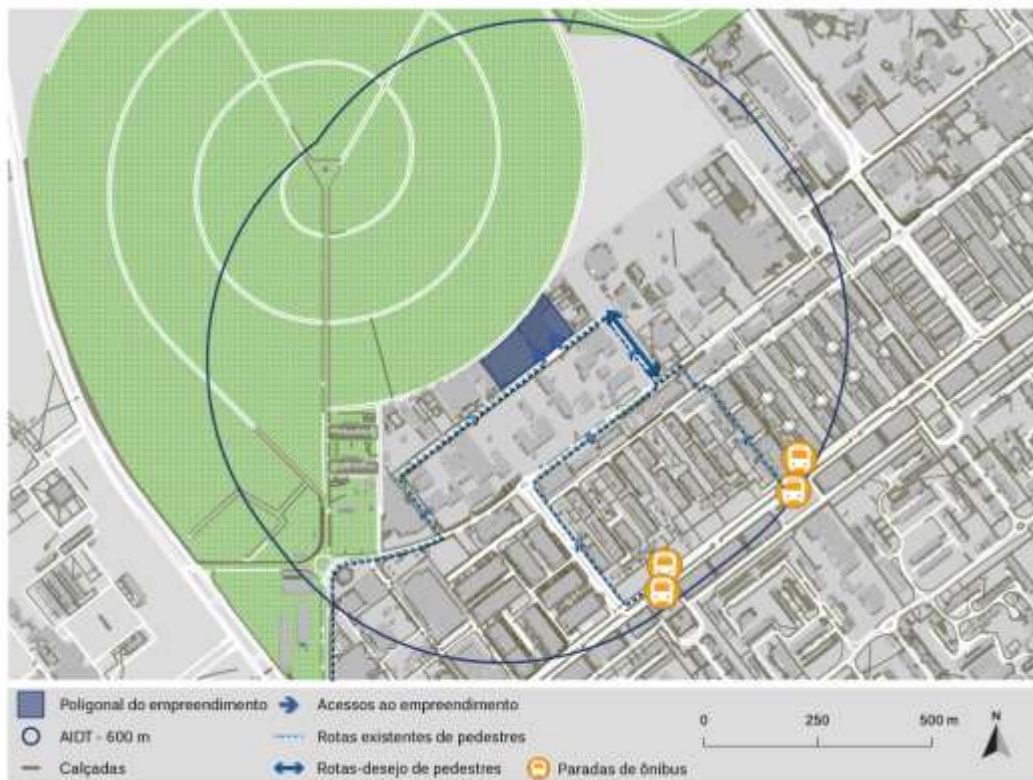 Poligonal do empreendimento
Acessos ao empreendimento
AIDT - 600 m
Rotas existentes de pedestres
Calçadas
Rotas-desejo de pedestres
Paradas de ônibus
0 250 500 m
N